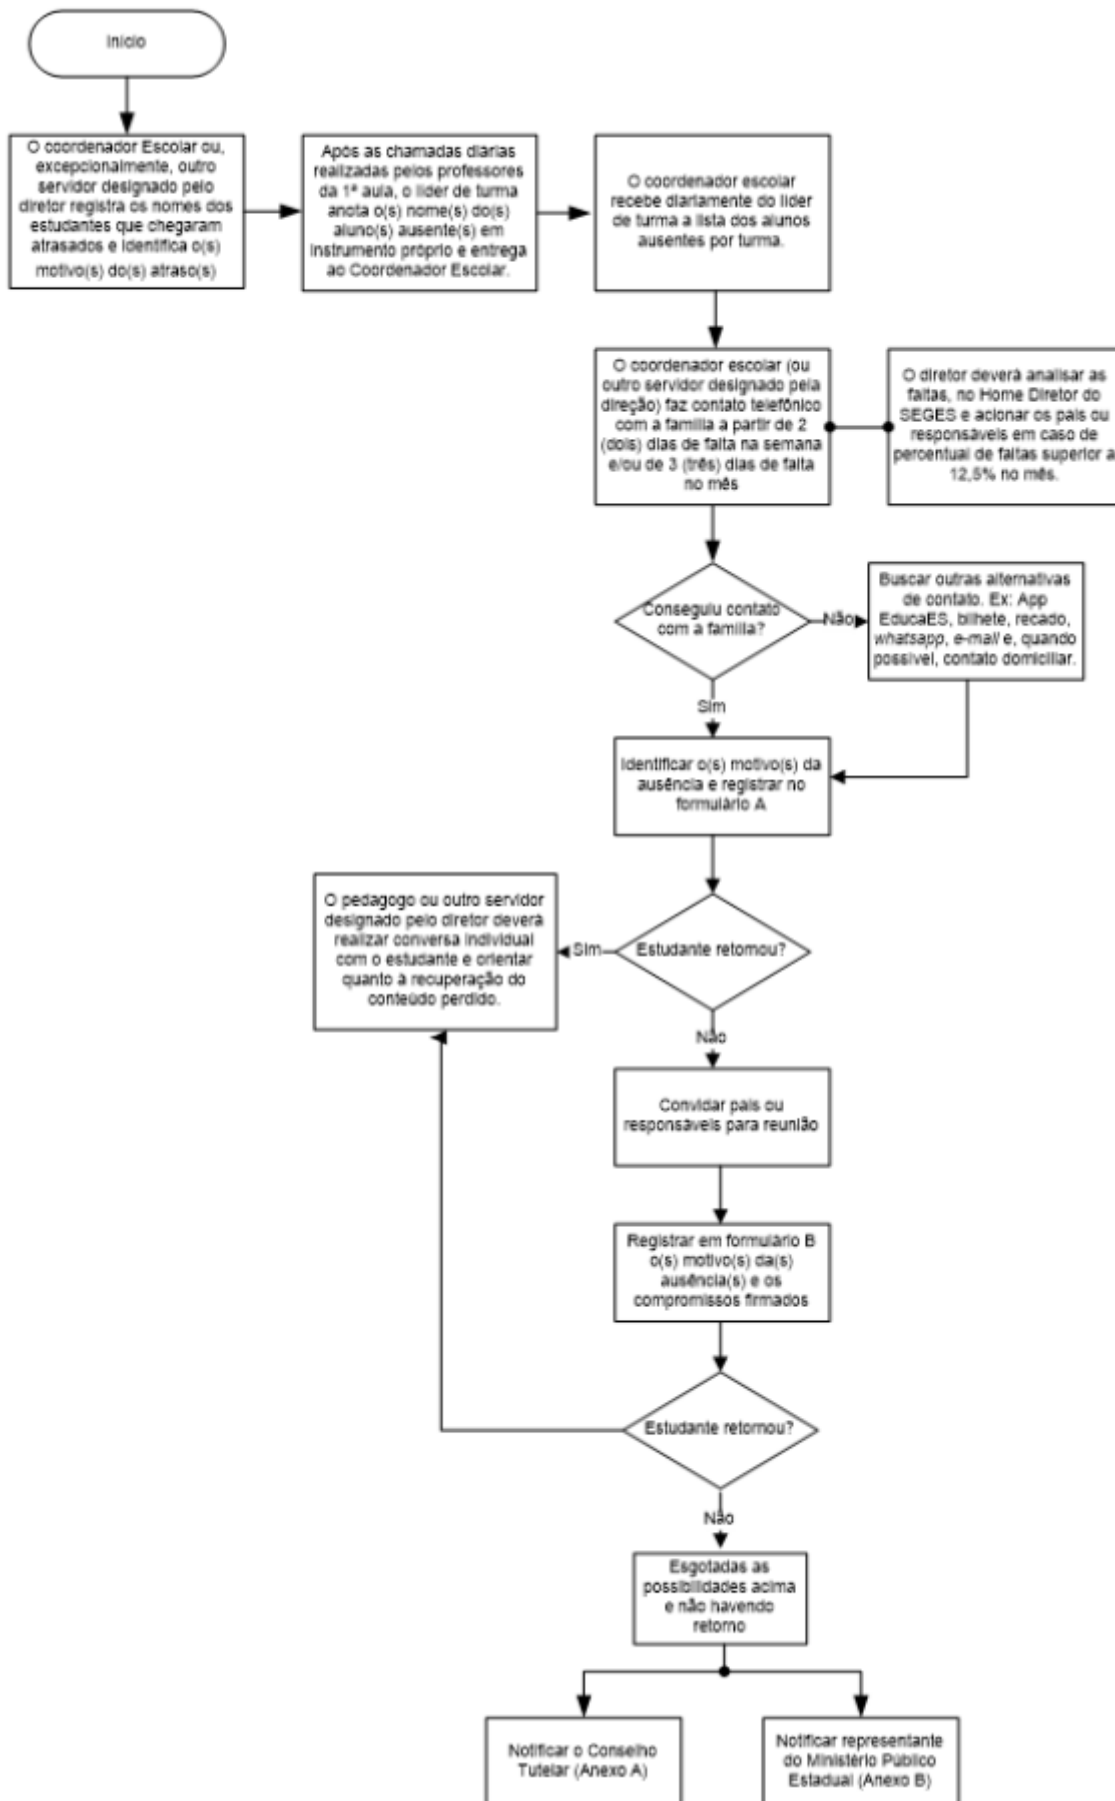 Início
O coordenador Escolar ou,
excepcionalmente, outro
servidor designado pelo
diretor registra os nomes dos
estudantes que chegaram
atrasados e identifica o(s)
motivo(s) do(s) atraso(s)
Após as chamadas diárias
realizadas pelos professores
da 1ª aula, o líder de turma
anota o(s) nome(s) do(s)
aluno(s) ausente(s) em
instrumento próprio e entrega
ao Coordenador Escolar.
O coordenador escolar
recebe diariamente do líder
de turma a lista dos alunos
ausentes por turma.
O coordenador escolar (ou
outro servidor designado pela
direção) faz contato telefônico
com a família a partir de 2
(dois) dias de falta na semana
e/ou de 3 (três) dias de falta
no mês
O diretor deverá analisar as
faltas, no Home Diretor do
SEGES e acionar os pais ou
responsáveis em caso de
percentual de faltas superior a
12,5% no mês.
Conseguiu contato
com a família?
Não
Buscar outras alternativas
de contato. Ex: App
EducaES, bilhete, recado,
whatsapp, e-mail e, quando
possível, contato domiciliar.
Sim
Identificar o(s) motivo(s) da
ausência e registrar no
formulário A
Estudante retornou?
Sim
O pedagogo ou outro servidor
designado pelo diretor deverá
realizar conversa individual
com o estudante e orientar
quanto à recuperação do
conteúdo perdido.
Não
Convidar pais ou
responsáveis para reunião
Registrar em formulário B
o(s) motivo(s) da(s)
ausência(s) e os
compromissos firmados
Estudante retornou?
Não
Esgotadas as
possibilidades acima
e não havendo
retorno
Notificar o Conselho
Tutelar (Anexo A)
Notificar representante
do Ministério Público
Estadual (Anexo B)